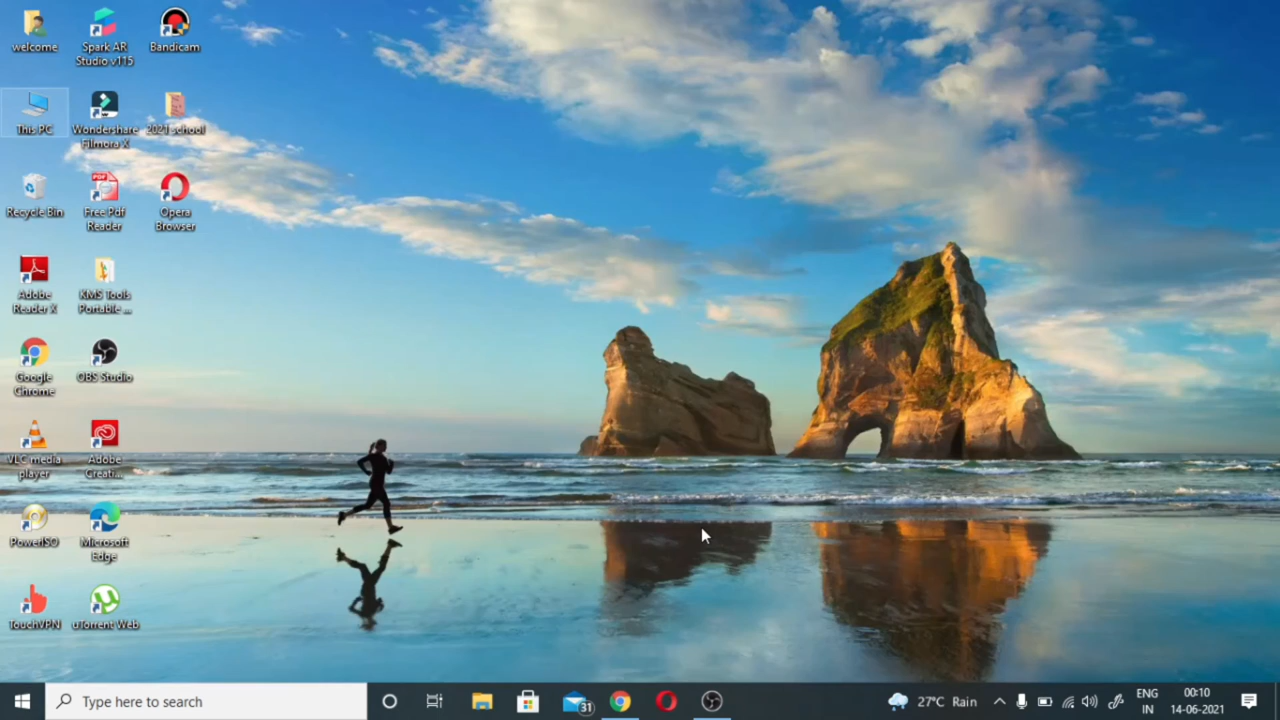 welcome
Spark AR
Studio v115
Bandicam
This PC
Wondershare
Filmora X
2021 school
Recycle Bin
PDF
Free Pdf
Reader
Opera
Browser
Adobe
Reader X
KMS Tools
Portable ...
Google
Chrome
OBS Studio
VLC media
player
Adobe
Creati...
PowerISO
Microsoft
Edge
TouchVPN
uTorrent Web
Type here to search
31
27°C Rain
ENG
IN
00:10
14-06-2021